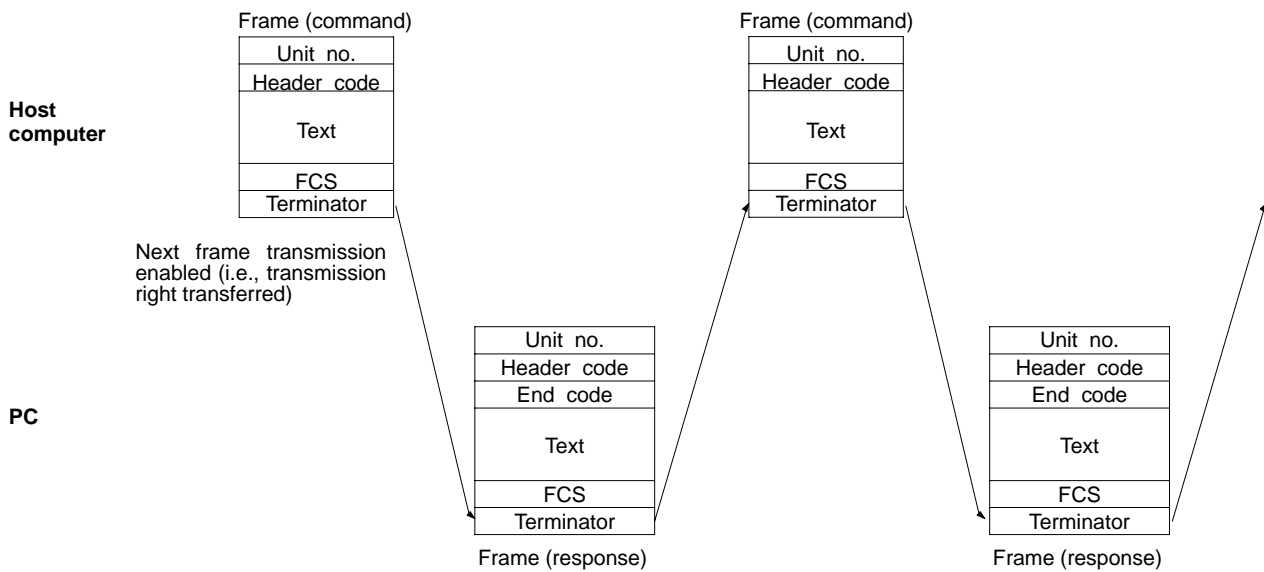 Frame (command)
Unit no.
Header code
Text
FCS
Terminator
Frame (command)
Unit no.
Header code
Text
FCS
Terminator
Host
computer
Next frame transmission
enabled (i.e., transmission
right transferred)
PC
Unit no.
Header code
End code
Text
FCS
Terminator
Frame (response)
Unit no.
Header code
End code
Text
FCS
Terminator
Frame (response)